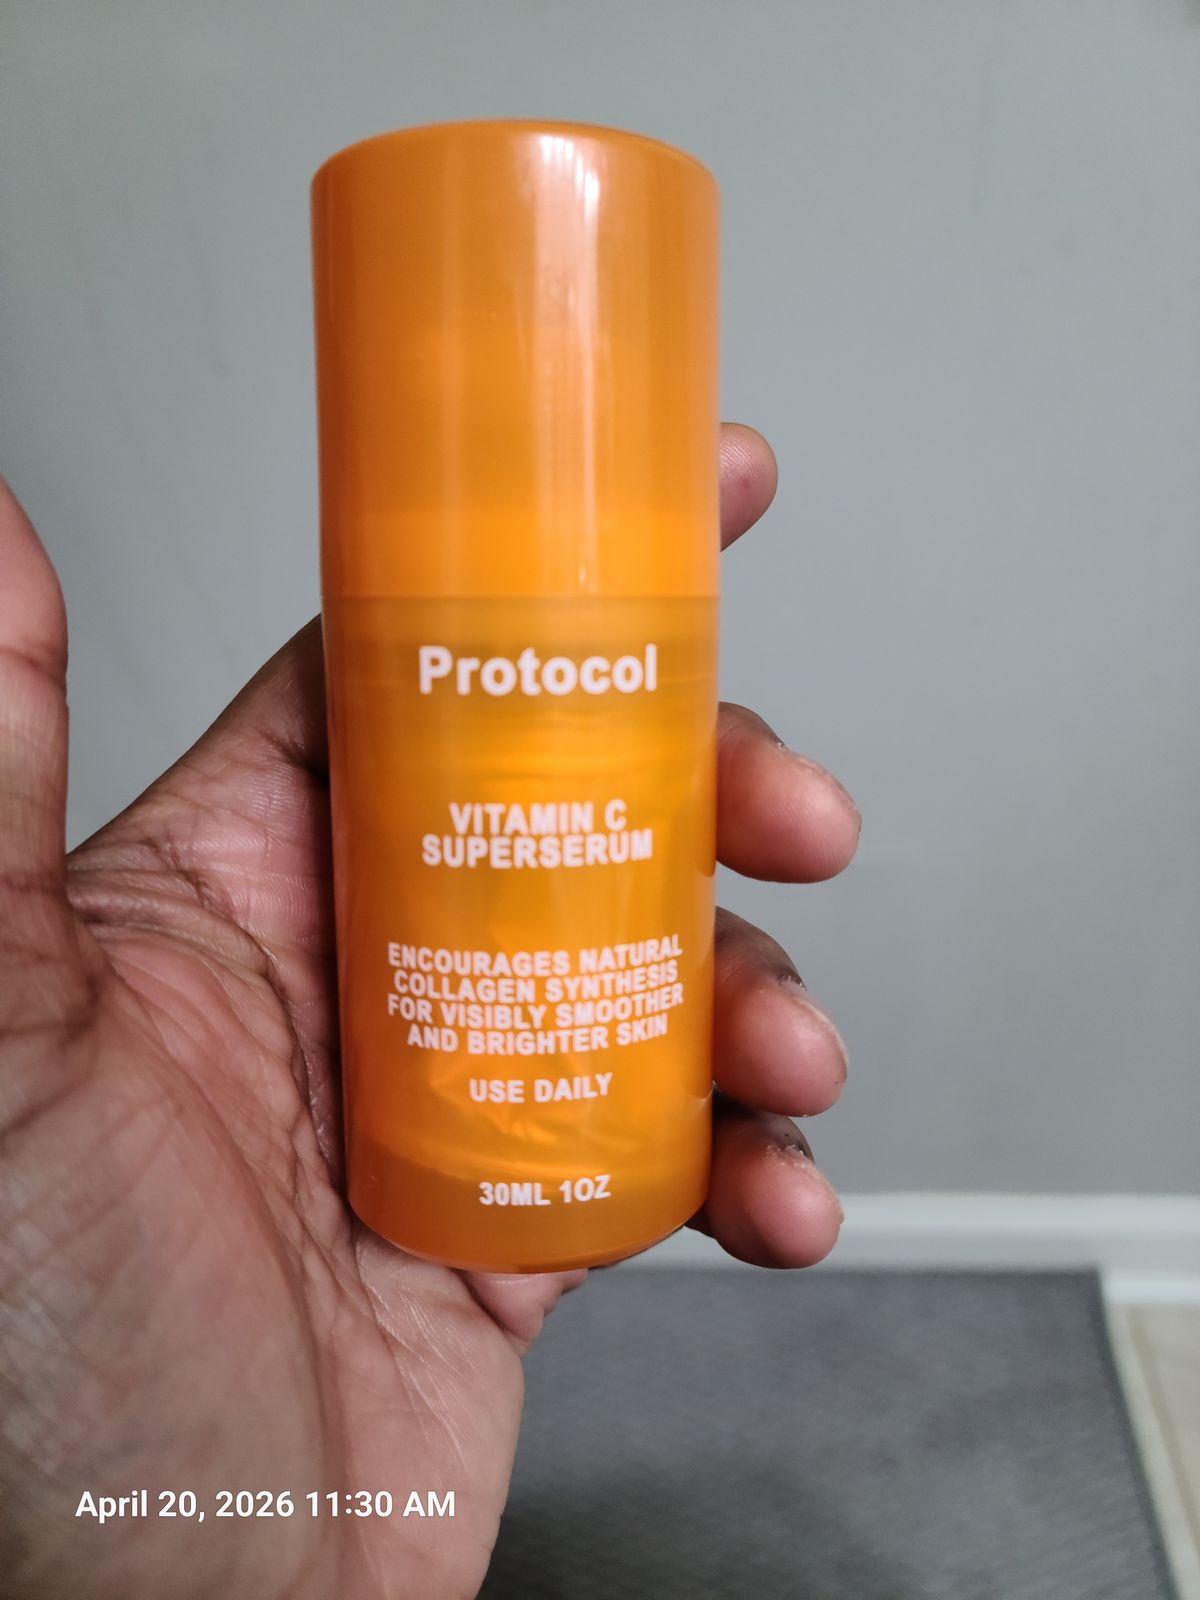 Protocol
VITAMIN C
SUPERSERUM
ENCOURAGES NATURAL
COLLAGEN SYNTHESIS
FOR VISIBLY SMOOTHER
AND BRIGHTER SKIN
USE DAILY
30ML 1OZ
April 20, 2026 11:30 AM